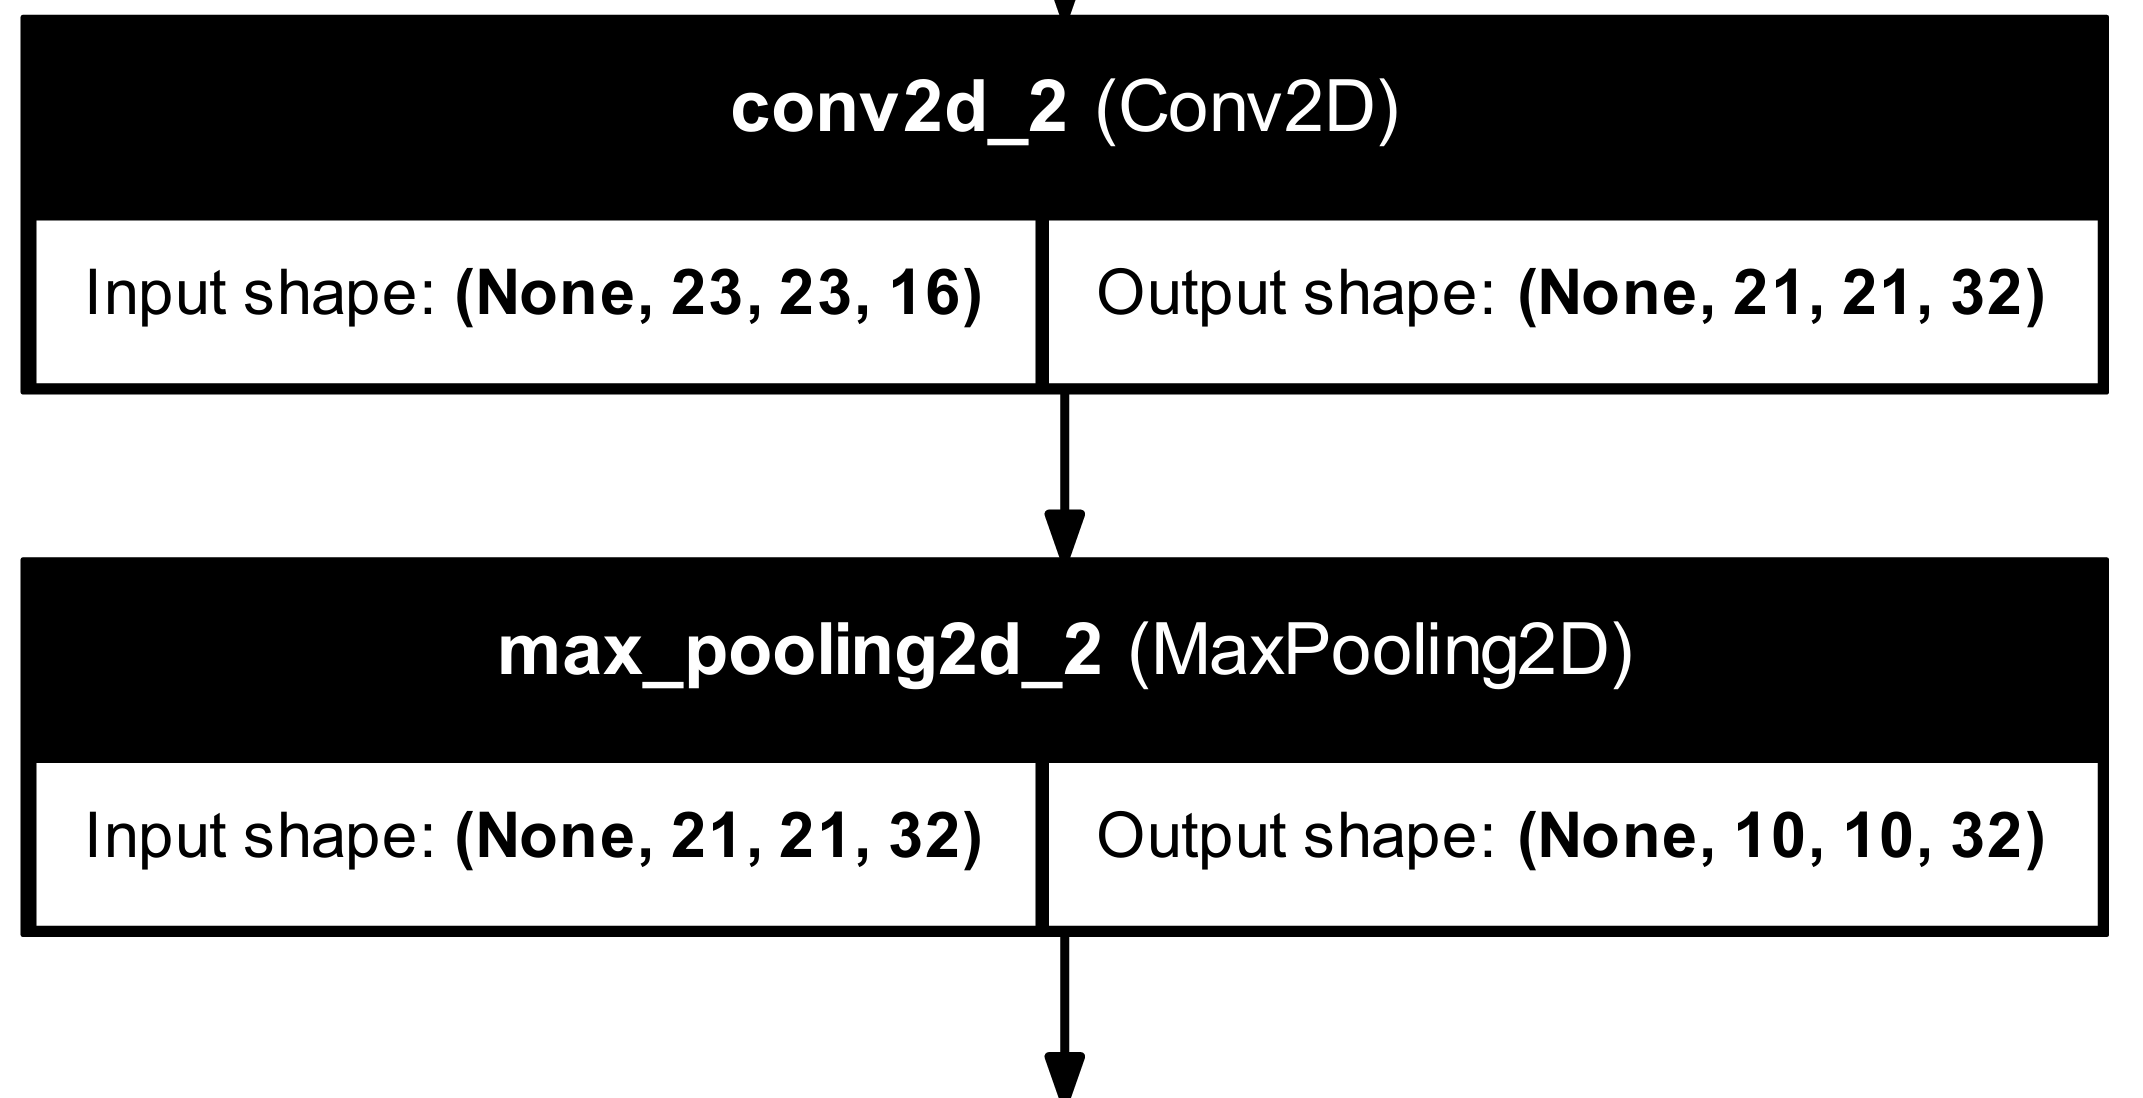 conv2d_2 (Conv2D)
Input shape: (None, 23, 23, 16) Output shape: (None, 21, 21, 32)
max_pooling2d_2 (MaxPooling2D)
Input shape: (None, 21, 21, 32) Output shape: (None, 10, 10, 32)